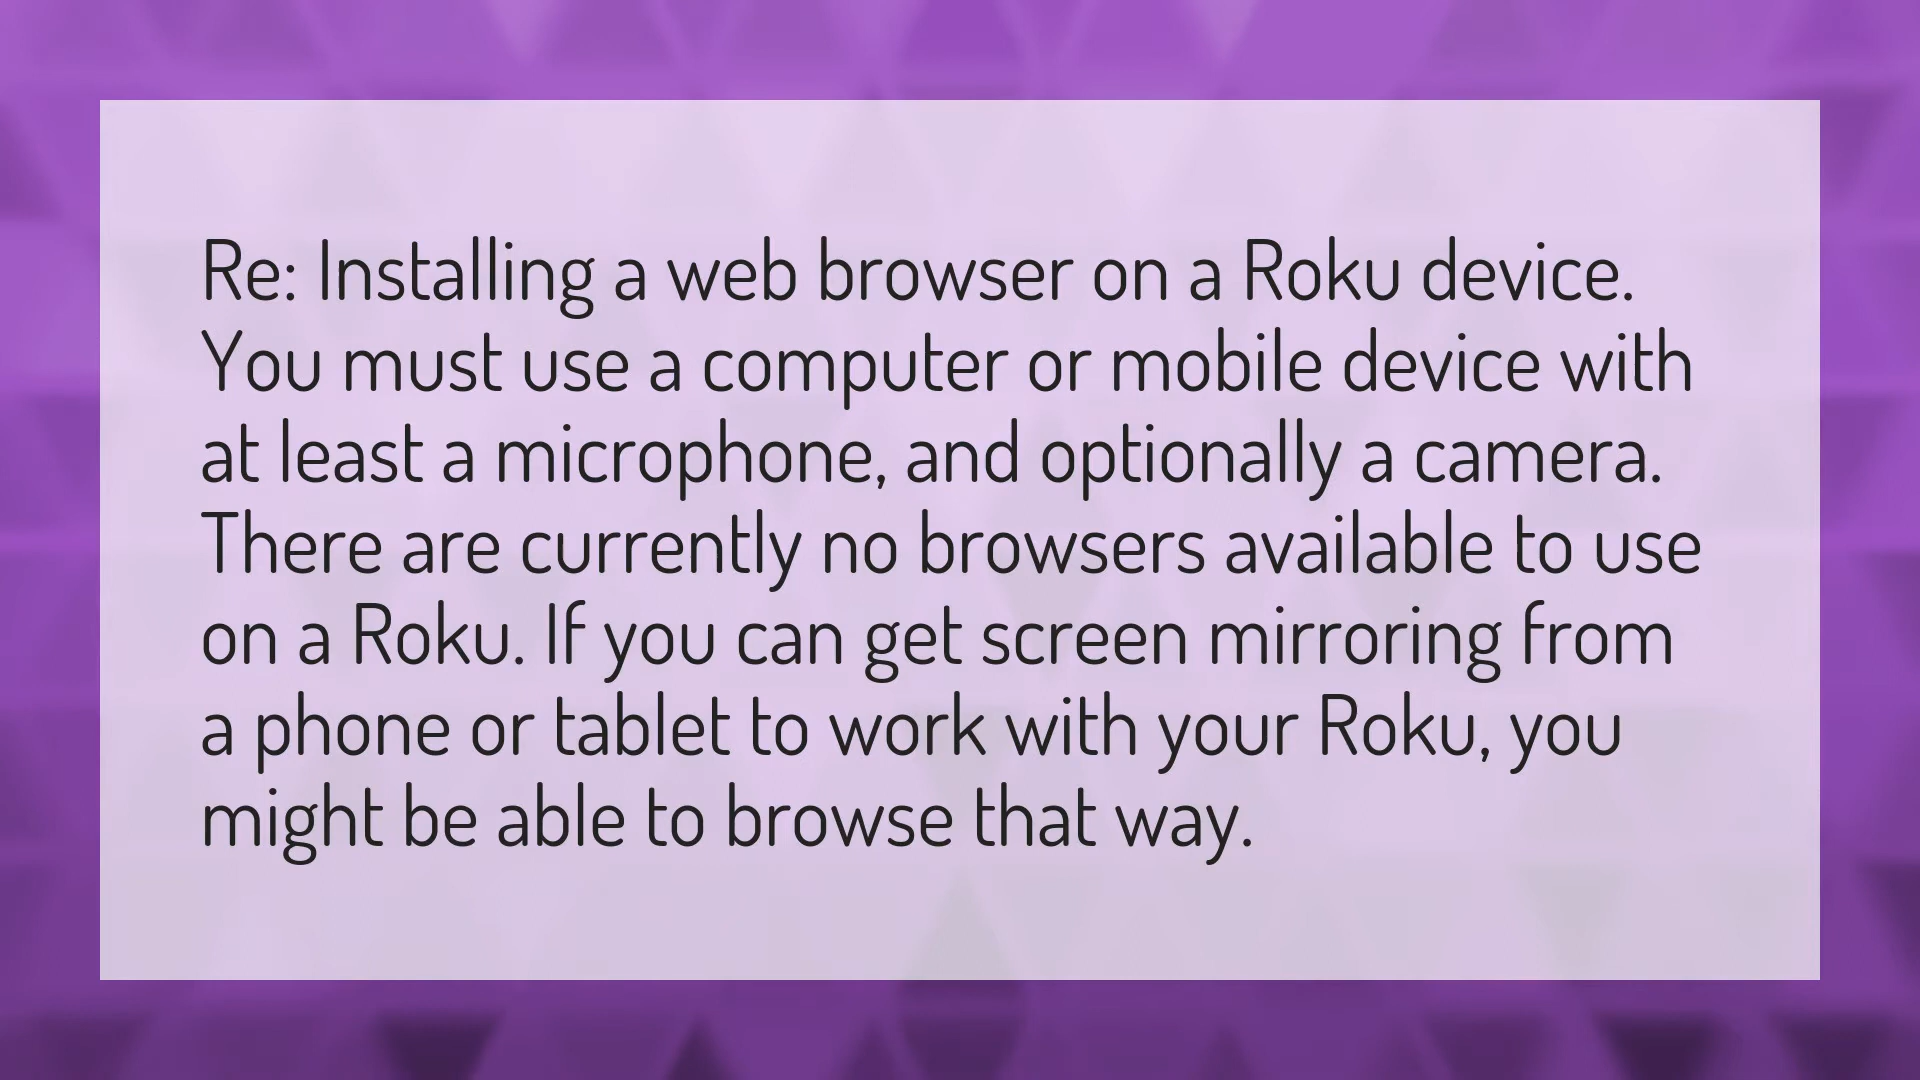 Re: Installing a web browser on a Roku device.
You must use a computer or mobile device with
at least a microphone, and optionally a camera.
There are currently no browsers available to use
on a Roku. If you can get screen mirroring from
a phone or tablet to work with your Roku, you
might be able to browse that way.